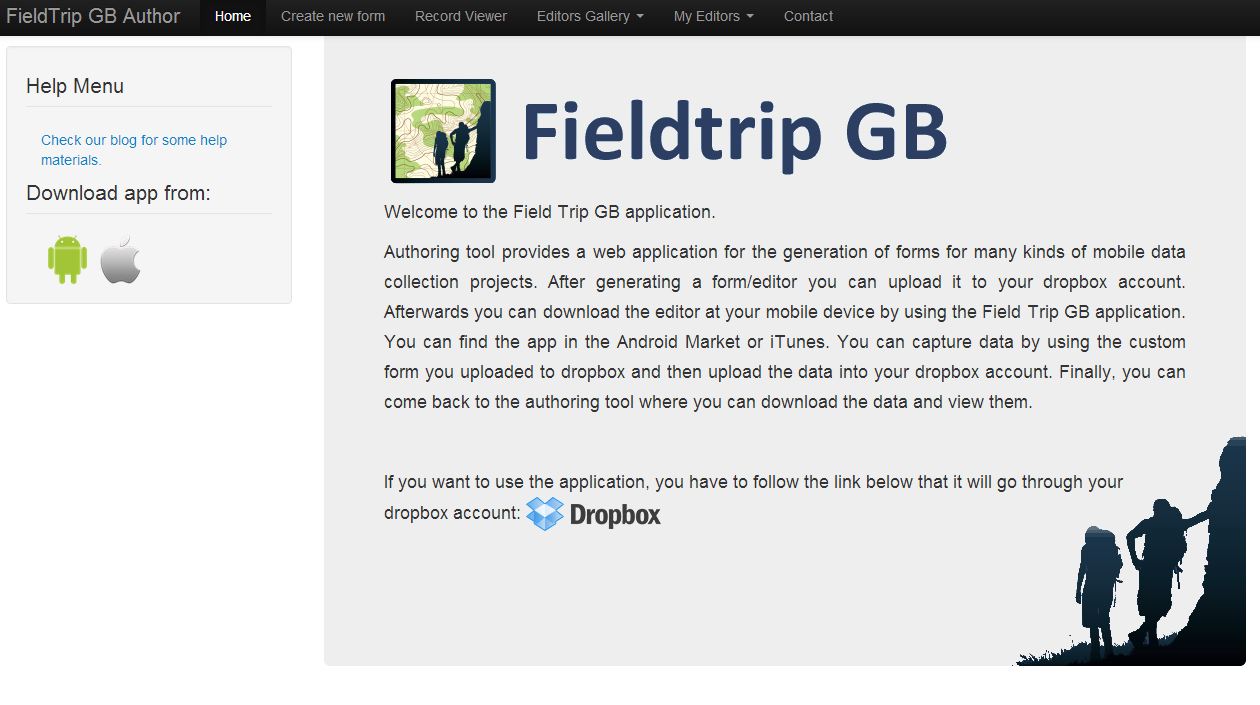 FieldTrip GB Author Home Create new form Record Viewer Editors Gallery My Editors Contact
Help Menu
Check our blog for some help
materials.
Download app from:
Fieldtrip GB
Welcome to the Field Trip GB application.
Authoring tool provides a web application for the generation of forms for many kinds of mobile data
collection projects. After generating a form/editor you can upload it to your dropbox account.
Afterwards you can download the editor at your mobile device by using the Field Trip GB application.
You can find the app in the Android Market or iTunes. You can capture data by using the custom
form you uploaded to dropbox and then upload the data into your dropbox account. Finally, you can
come back to the authoring tool where you can download the data and view them.
If you want to use the application, you have to follow the link below that it will go through your
dropbox account: Dropbox